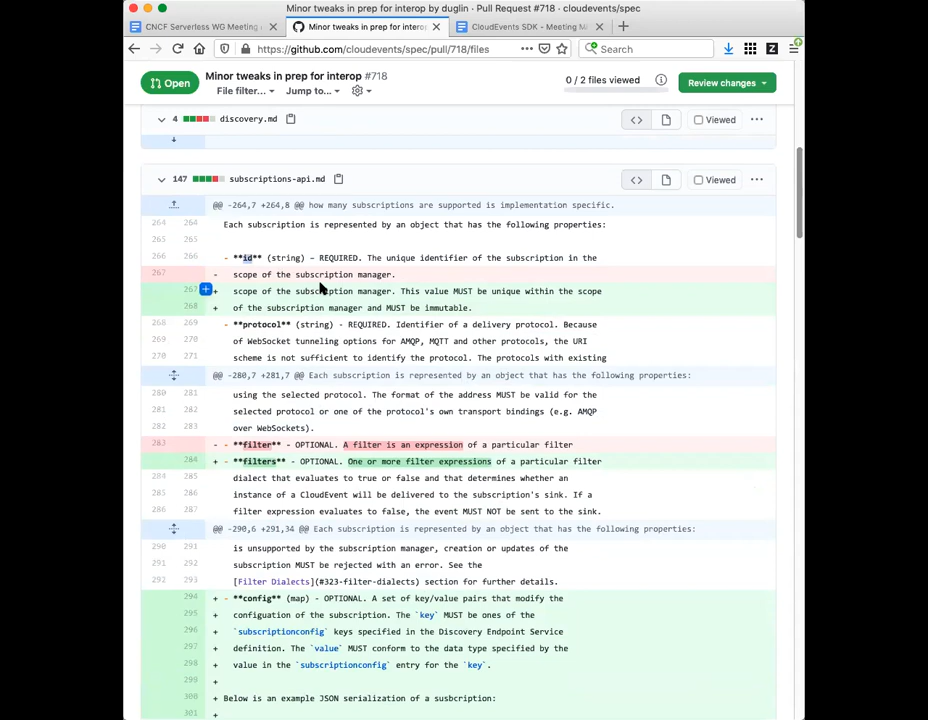 Minor tweaks in prep for interop by duglin · Pull Request #718 · cloudevents/spec
CNCF Serverless WG Meeting
Minor tweaks in prep for interop
CloudEvents SDK - Meeting M
https://github.com/cloudevents/spec/pull/718/files
Search
Open
Minor tweaks in prep for interop #718
File filter...
Jump to...
0 / 2 files viewed
Review changes
4 discovery.md
Viewed
147 subscriptions-api.md
Viewed
@@ -264,7 +264,8 @@ how many subscriptions are supported is implementation specific.
264 264 Each subscription is represented by an object that has the following properties:
265 265
266 266 - **id** (string) – REQUIRED. The unique identifier of the subscription in the
267 - scope of the subscription manager.
267 + scope of the subscription manager. This value MUST be unique within the scope
268 + of the subscription manager and MUST be immutable.
268 269 - **protocol** (string) - REQUIRED. Identifier of a delivery protocol. Because
269 270 of WebSocket tunneling options for AMQP, MQTT and other protocols, the URI
270 271 scheme is not sufficient to identify the protocol. The protocols with existing
@@ -280,7 +281,7 @@ Each subscription is represented by an object that has the following properties:
280 281 using the selected protocol. The format of the address MUST be valid for the
281 282 selected protocol or one of the protocol's own transport bindings (e.g. AMQP
282 283 over WebSockets).
283 - - **filter** - OPTIONAL. A filter is an expression of a particular filter
284 + - **filters** - OPTIONAL. One or more filter expressions of a particular filter
284 285 dialect that evaluates to true or false and that determines whether an
285 286 instance of a CloudEvent will be delivered to the subscription's sink. If a
286 287 filter expression evaluates to false, the event MUST NOT be sent to the sink.
@@ -290,6 +291,34 @@ Each subscription is represented by an object that has the following properties:
290 291 is unsupported by the subscription manager, creation or updates of the
291 292 subscription MUST be rejected with an error. See the
292 293 [Filter Dialects](#323-filter-dialects) section for further details.
294 + - **config** (map) - OPTIONAL. A set of key/value pairs that modify the
295 + configuation of the subscription. The `key` MUST be ones of the
296 + `subscriptionconfig` keys specified in the Discovery Endpoint Service
297 + definition. The `value` MUST conform to the data type specified by the
298 + value in the `subscriptionconfig` entry for the `key`.
299 +
300 + Below is an example JSON serialization of a susbcription:
301 +